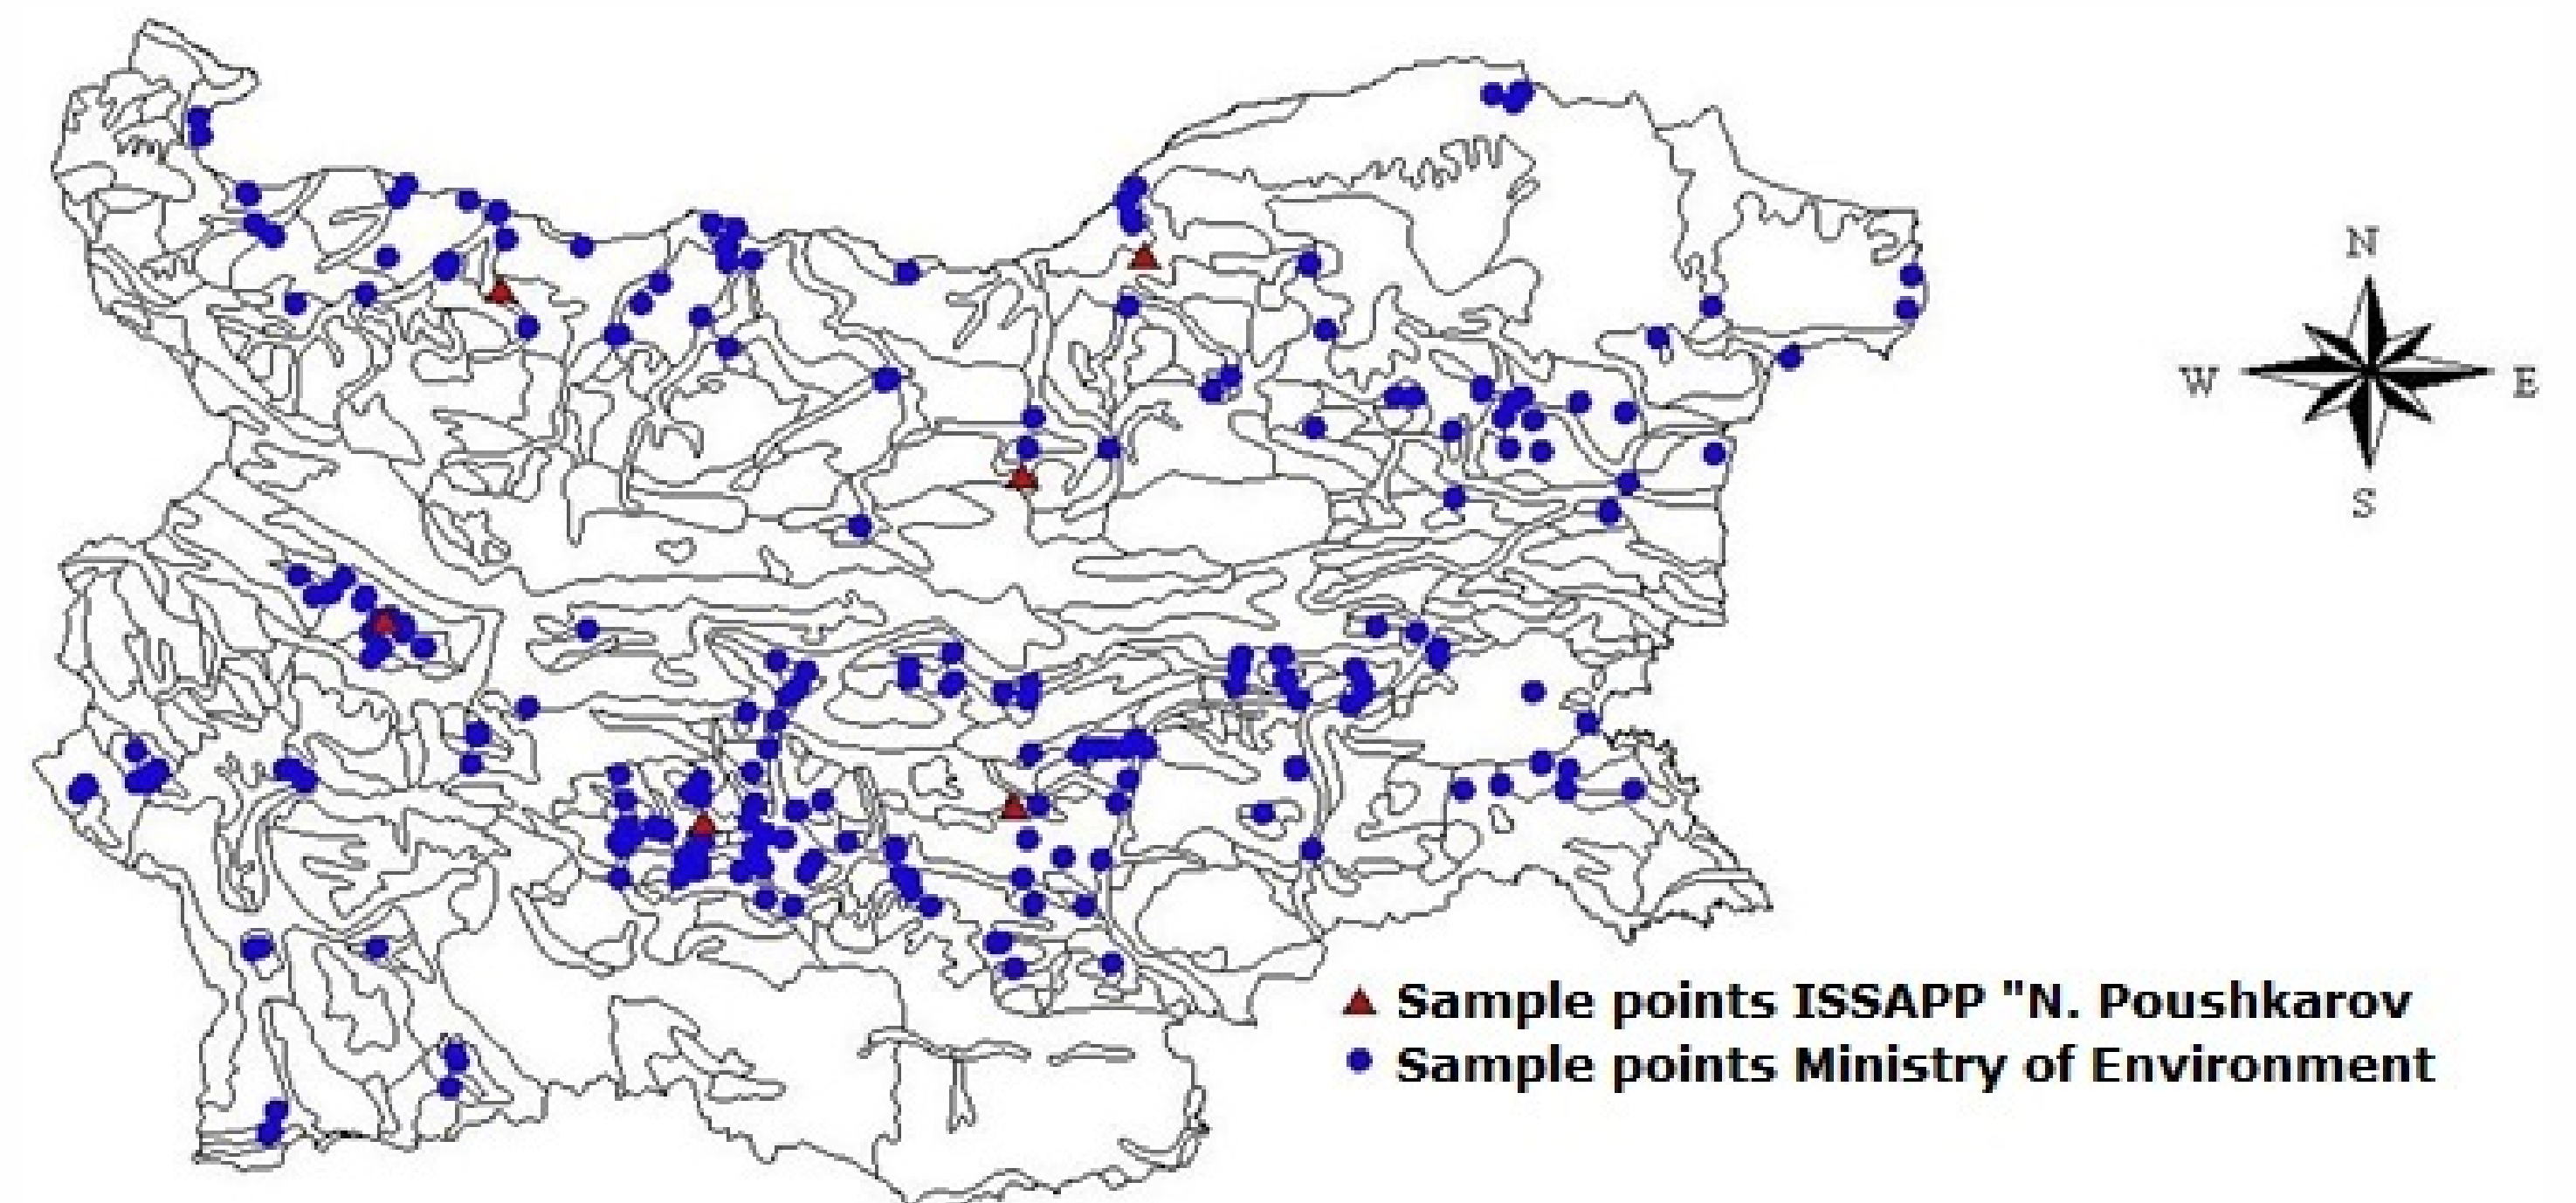 N
W
E
S
Sample points ISSAPP "N. Poushkarov
Sample points Ministry of Environment